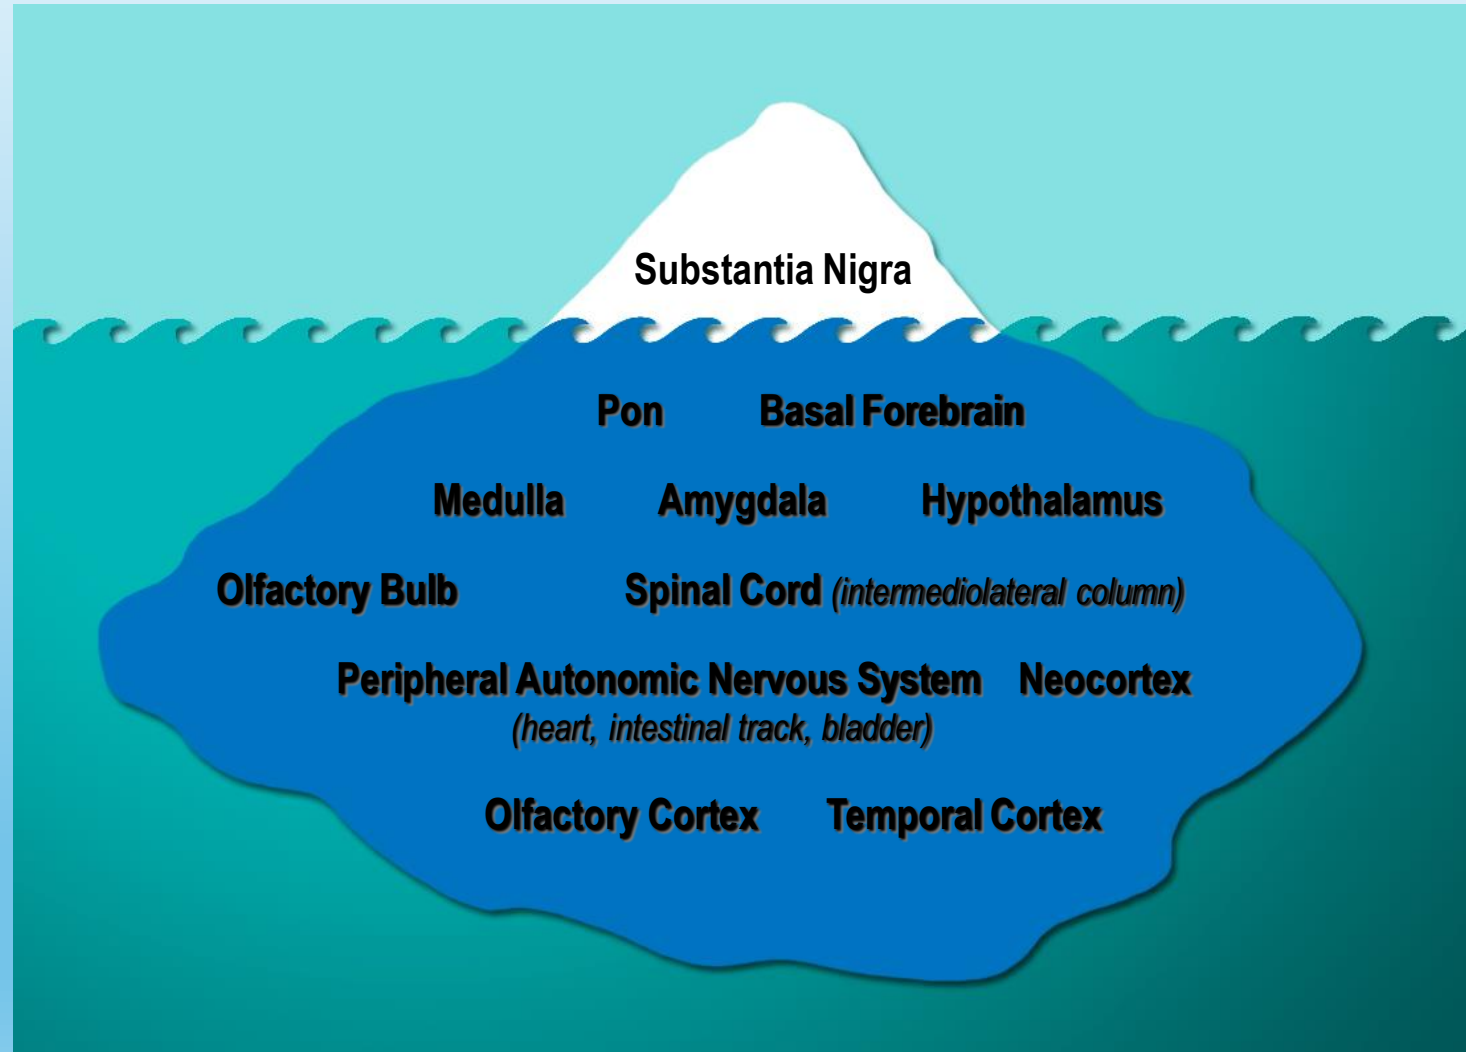 Substantia Nigra
Pon Basal Forebrain
Medulla Amygdala Hypothalamus
Olfactory Bulb Spinal Cord (intermediolateral column)
Peripheral Autonomic Nervous System Neocortex
(heart, intestinal track, bladder)
Olfactory Cortex Temporal Cortex